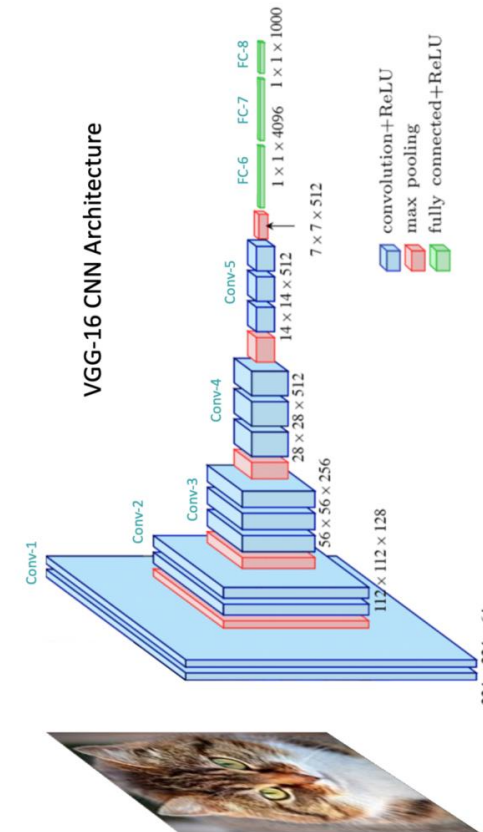 VGG-16 CNN Architecture
Conv-1
Conv-2
Conv-3
Conv-4
Conv-5
FC-6
FC-7
FC-8
112 × 112 × 128
56 × 56 × 256
28 × 28 × 512
14 × 14 × 512
7 × 7 × 512
1 × 1 × 4096
1 × 1 × 1000
convolution+ReLU
max pooling
fully connected+ReLU